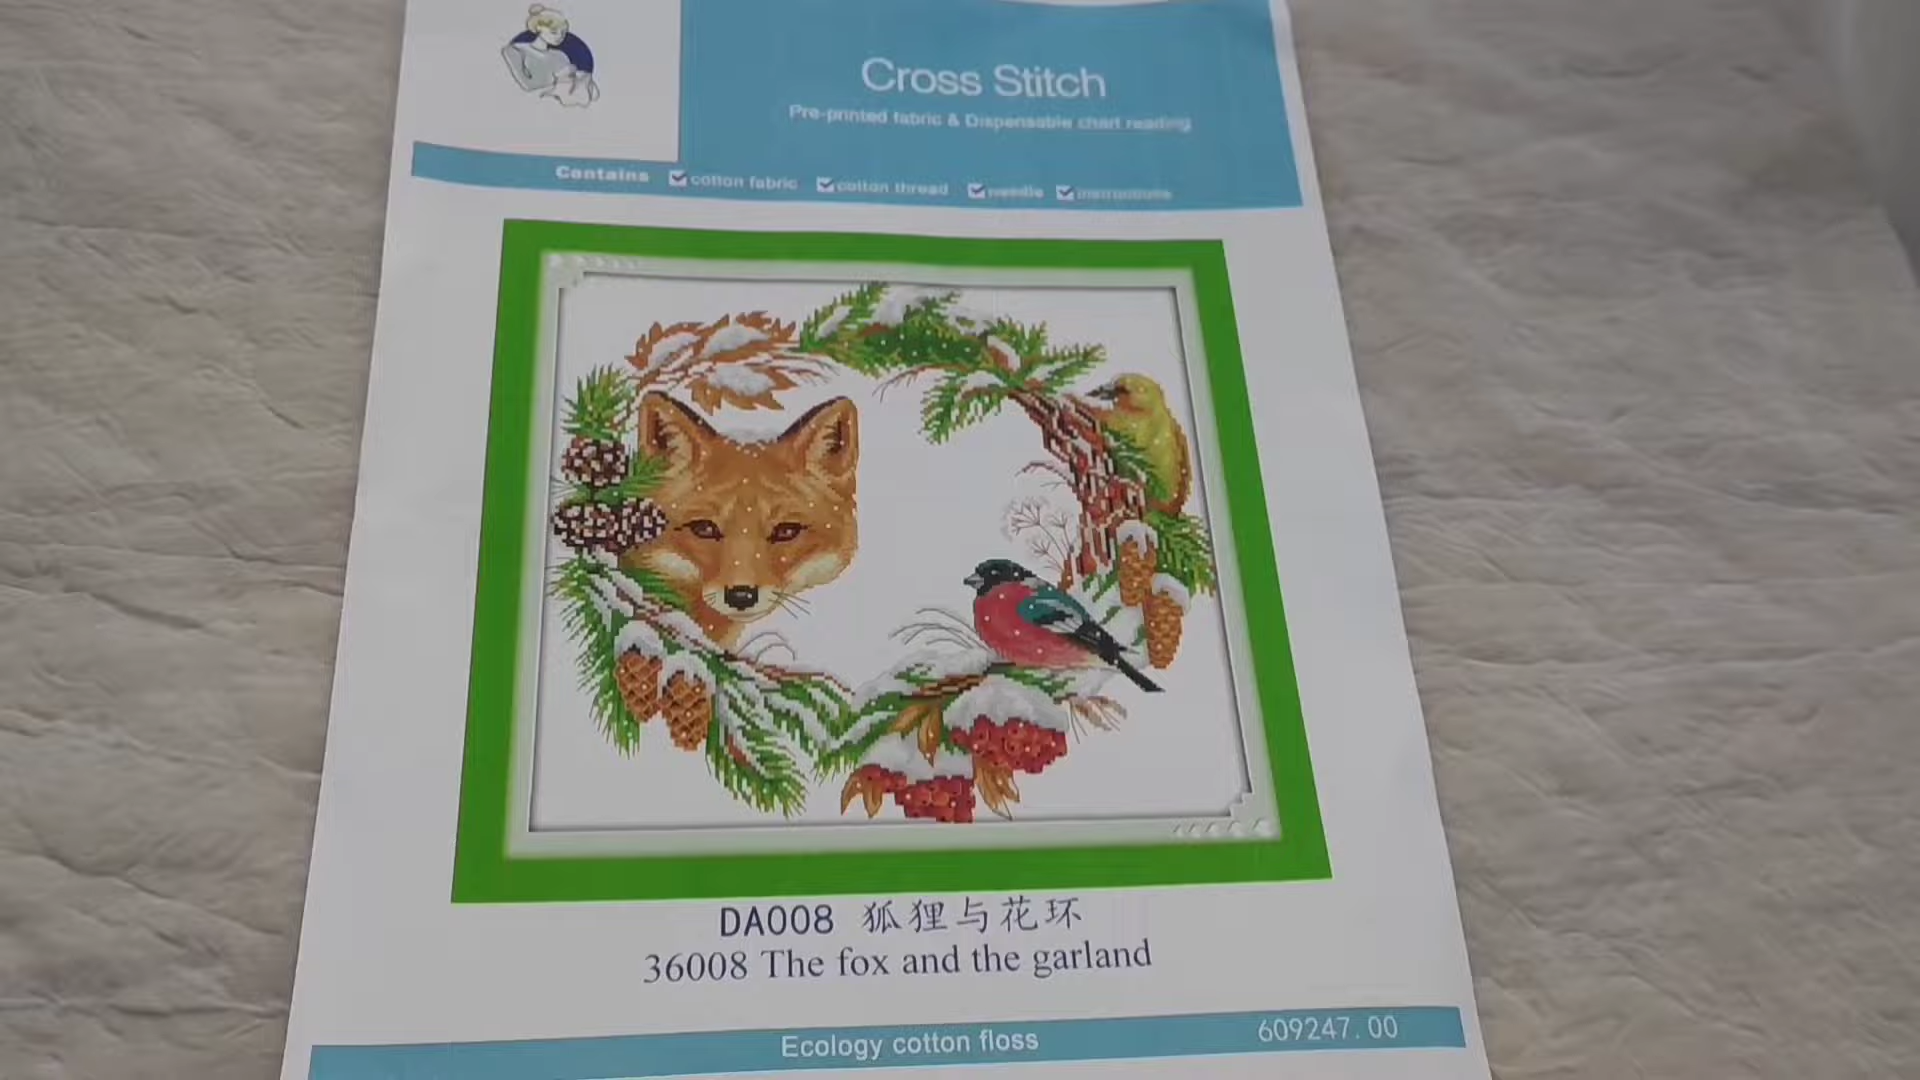 Cross Stitch
Pre-printed fabric & Dispensable chart reading
Contains cotton fabric cotton thread needle instructions
DA008 狐狸与花环
36008 The fox and the garland
Ecology cotton floss
609247.00